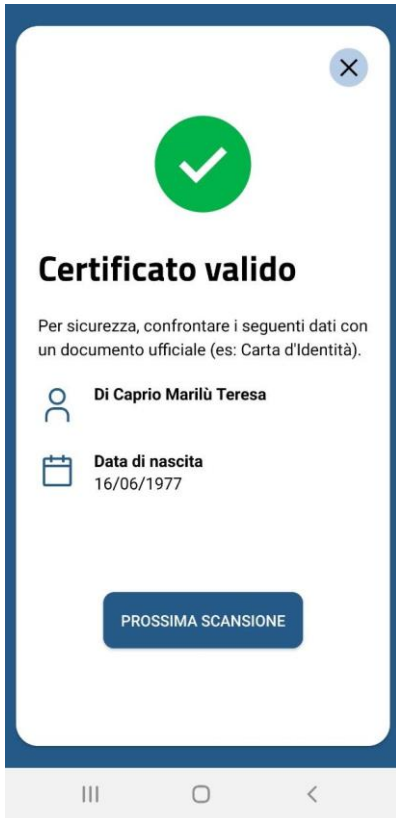 Certificato valido
Per sicurezza, confrontare i seguenti dati con
un documento ufficiale (es: Carta d'Identità).
Di Caprio Marilù Teresa
Data di nascita
16/06/1977
PROSSIMA SCANSIONE